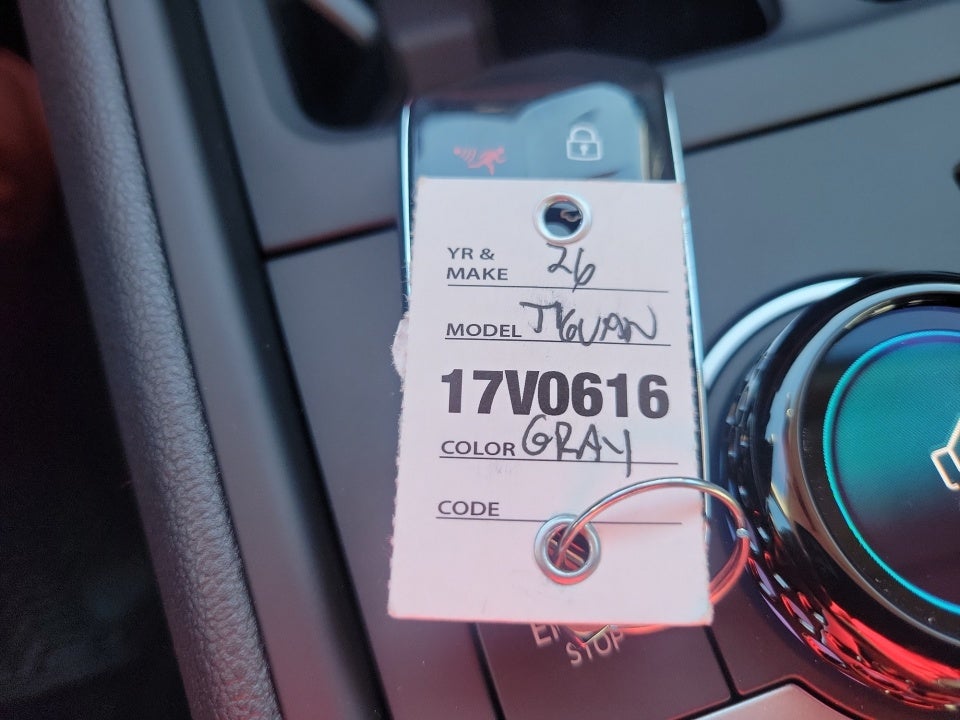 YR &
MAKE 26
MODEL TIGUAN
17V0616
COLOR GRAY
CODE
STOP